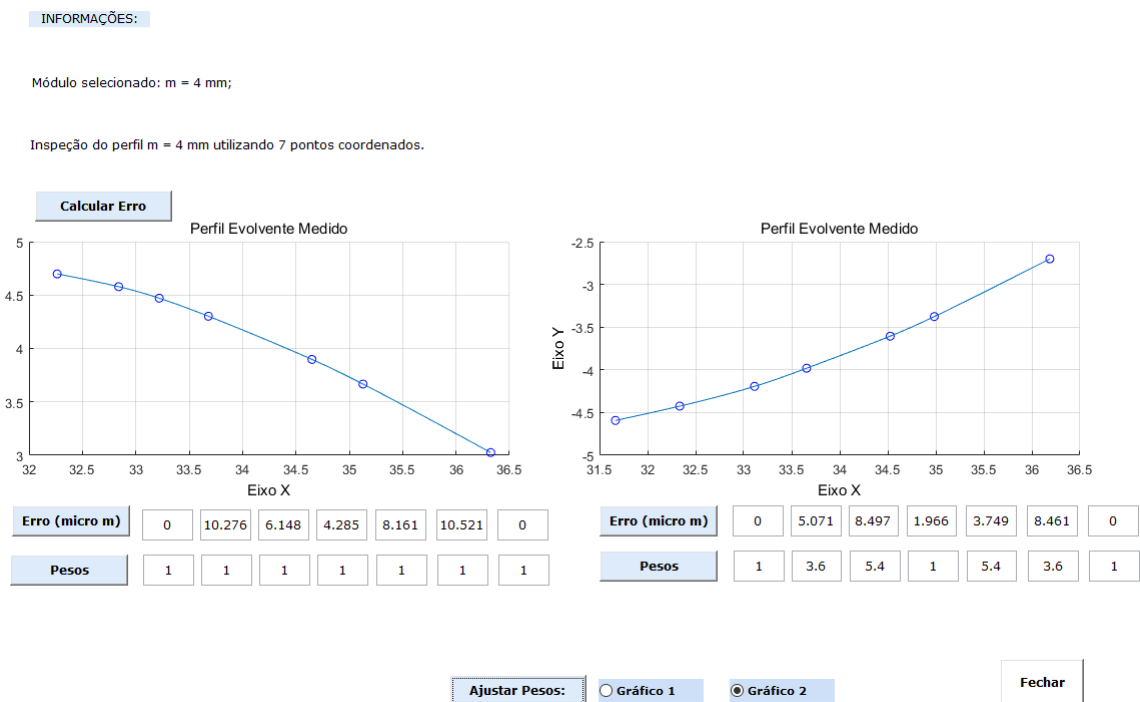 INFORMAÇÕES:
Módulo selecionado: m = 4 mm;
Inspeção do perfil m = 4 mm utilizando 7 pontos coordenados.
Calcular Erro
Perfil Evolvente Medido
5
4.5
4
3.5
3
32 32.5 33 33.5 34 34.5 35 35.5 36 36.5
Eixo X
Erro (micro m) 0 10.276 6.148 4.285 8.161 10.521 0
Pesos 1 1 1 1 1 1 1
Perfil Evolvente Medido
Eixo Y
-2.5
-3
-3.5
-4
-4.5
-5
31.5 32 32.5 33 33.5 34 34.5 35 35.5 36 36.5
Eixo X
Erro (micro m) 0 5.071 8.497 1.966 3.749 8.461 0
Pesos 1 3.6 5.4 1 5.4 3.6 1
Ajustar Pesos: Gráfico 1 Gráfico 2
Fechar